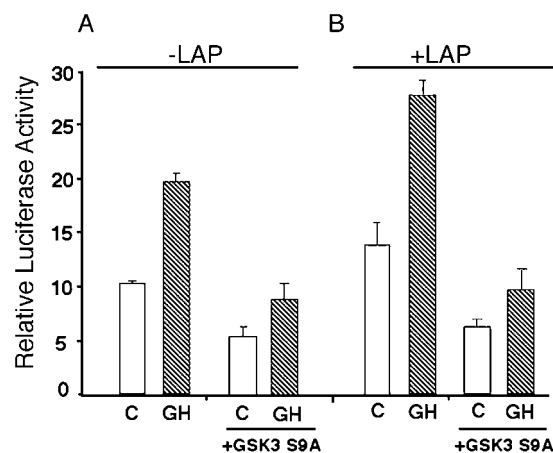 A
B
-LAP
+LAP
Relative Luciferase Activity
30
25
20
15
10
5
0
C GH C GH C GH C GH
+GSK3 S9A +GSK3 S9A